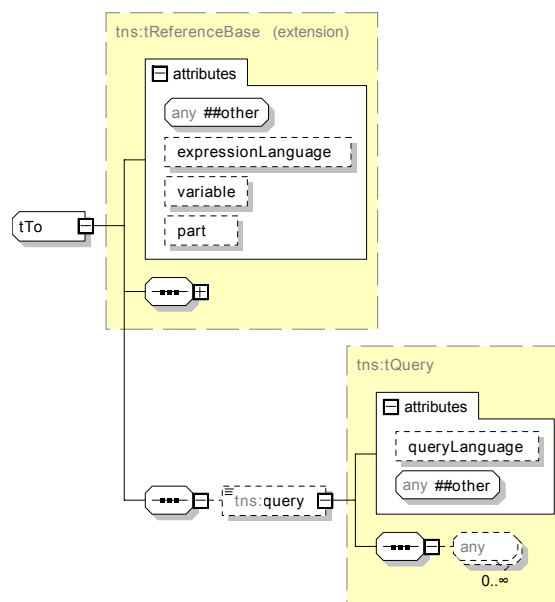 tns:tReferenceBase (extension)
attributes
any ##other
expressionLanguage
variable
part
tTo
tns:tQuery
attributes
queryLanguage
any ##other
tns:query
any
0..∞